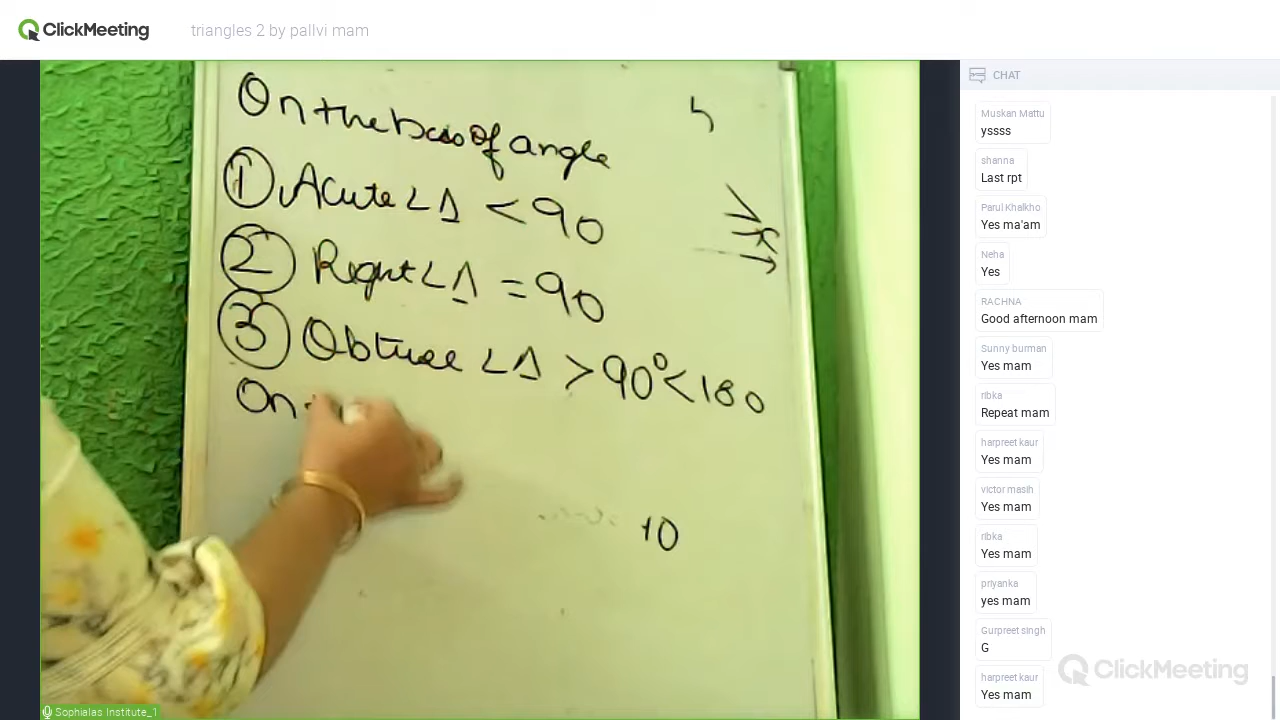 ClickMeeting
triangles 2 by pallvi mam
On the basis of angle
① Acute ∠Δ < 90
② Right ∠Δ = 90
③ Obtuse ∠Δ > 90° < 180
On
10
Sophialas Institute_1
CHAT
Muskan Mattu
yssss
shanna
Last rpt
Parul Khalkho
Yes ma'am
Neha
Yes
RACHNA
Good afternoon mam
Sunny burman
Yes mam
ribka
Repeat mam
harpreet kaur
Yes mam
victor masih
Yes mam
ribka
Yes mam
priyanka
yes mam
Gurpreet singh
G
harpreet kaur
Yes mam
ClickMeeting